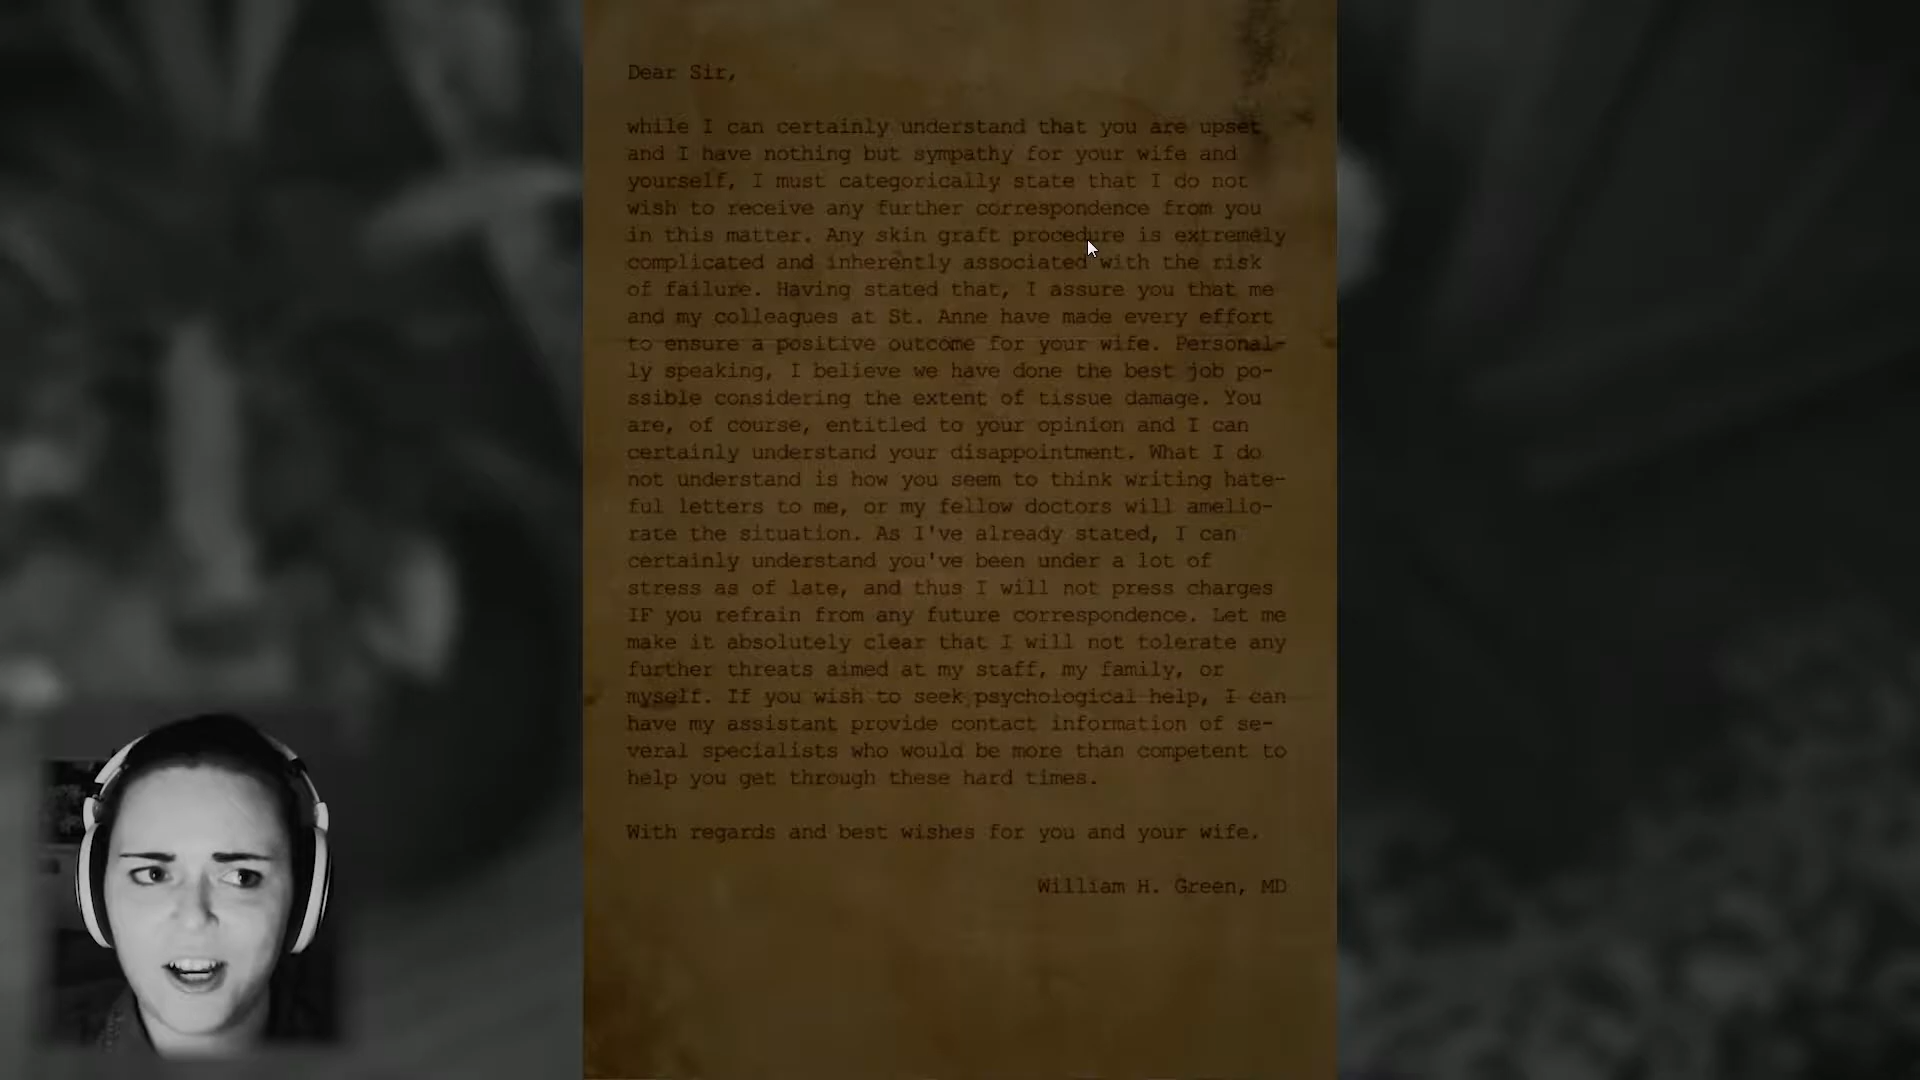 Dear Sir,
while I can certainly understand that you are upset
and I have nothing but sympathy for your wife and
yourself, I must categorically state that I do not
wish to receive any further correspondence from you
in this matter. Any skin graft procedure is extremely
complicated and inherently associated with the risk
of failure. Having stated that, I assure you that me
and my colleagues at St. Anne have made every effort
to ensure a positive outcome for your wife. Personal-
ly speaking, I believe we have done the best job po-
ssible considering the extent of tissue damage. You
are, of course, entitled to your opinion and I can
certainly understand your disappointment. What I do
not understand is how you seem to think writing hate-
ful letters to me, or my fellow doctors will amelio-
rate the situation. As I've already stated, I can
certainly understand you've been under a lot of
stress as of late, and thus I will not press charges
IF you refrain from any future correspondence. Let me
make it absolutely clear that I will not tolerate any
further threats aimed at my staff, my family, or
myself. If you wish to seek psychological help, I can
have my assistant provide contact information of se-
veral specialists who would be more than competent to
help you get through these hard times.
With regards and best wishes for you and your wife.
William H. Green, MD